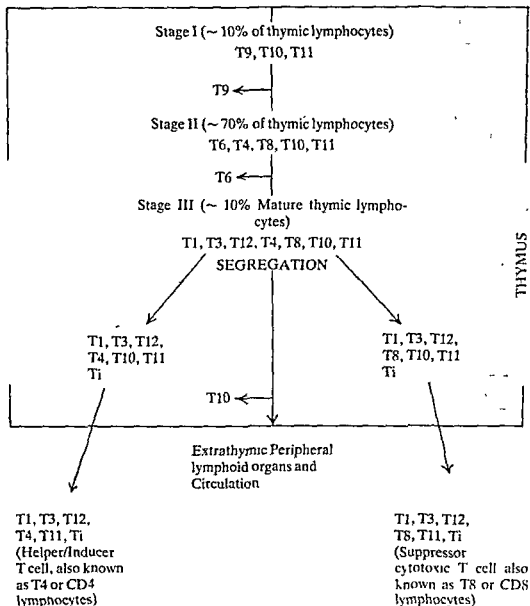 Stage I (~ 10% of thymic lymphocytes)
T9, T10, T11
T9
Stage II (~ 70% of thymic lymphocytes)
T6, T4, T8, T10, T11
T6
Stage III (~ 10% Mature thymic lympho-
cytes)
T1, T3, T12, T4, T8, T10, T11
SEGREGATION
THYMUS
T1, T3, T12,
T4, T10, T11
Ti
T1, T3, T12,
T8, T10, T11
Ti
T10
Extrathymic Peripheral
lymphoid organs and
Circulation
T1, T3, T12,
T4, T11, Ti
(Helper/Inducer
T cell, also known
as T4 or CD4
lymphocytes)
T1, T3, T12,
T8, T11, Ti
(Suppressor
cytotoxic T cell also
known as T8 or CD8
lymphocytes)